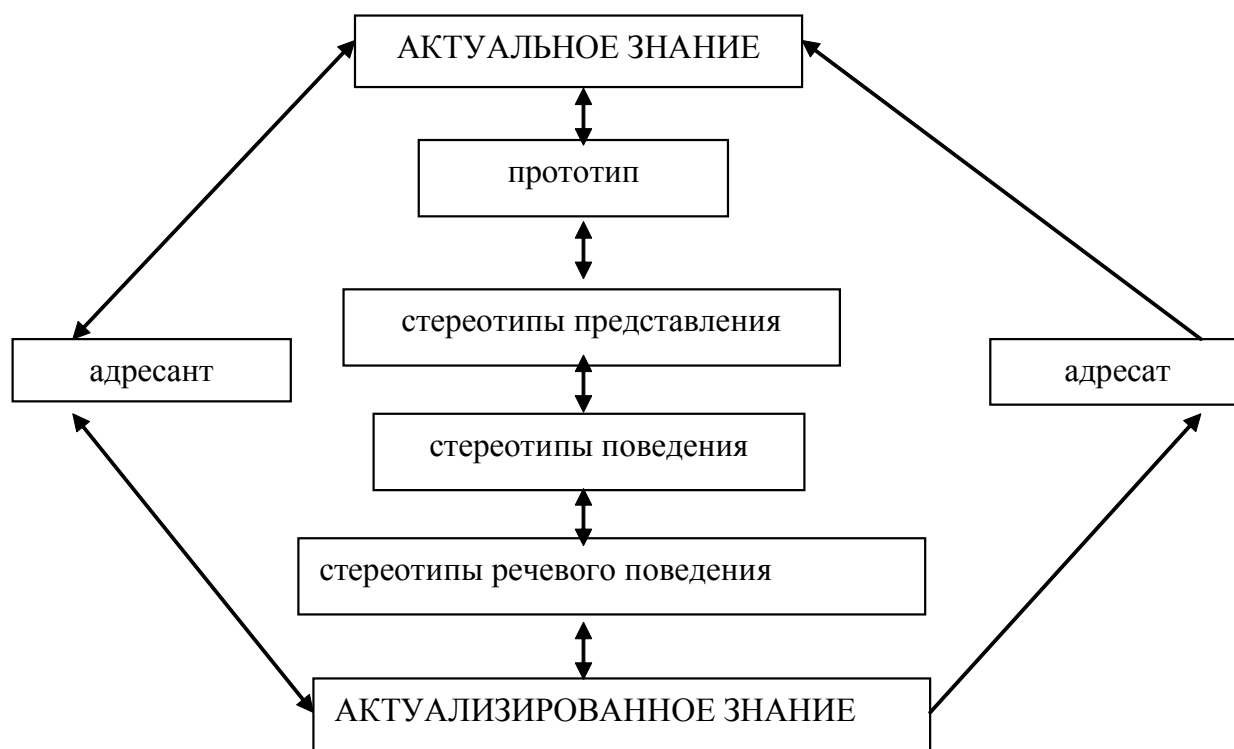 АКТУАЛЬНОЕ ЗНАНИЕ
прототип
стереотипы представления
адресант
адресат
стереотипы поведения
стереотипы речевого поведения
АКТУАЛИЗИРОВАННОЕ ЗНАНИЕ